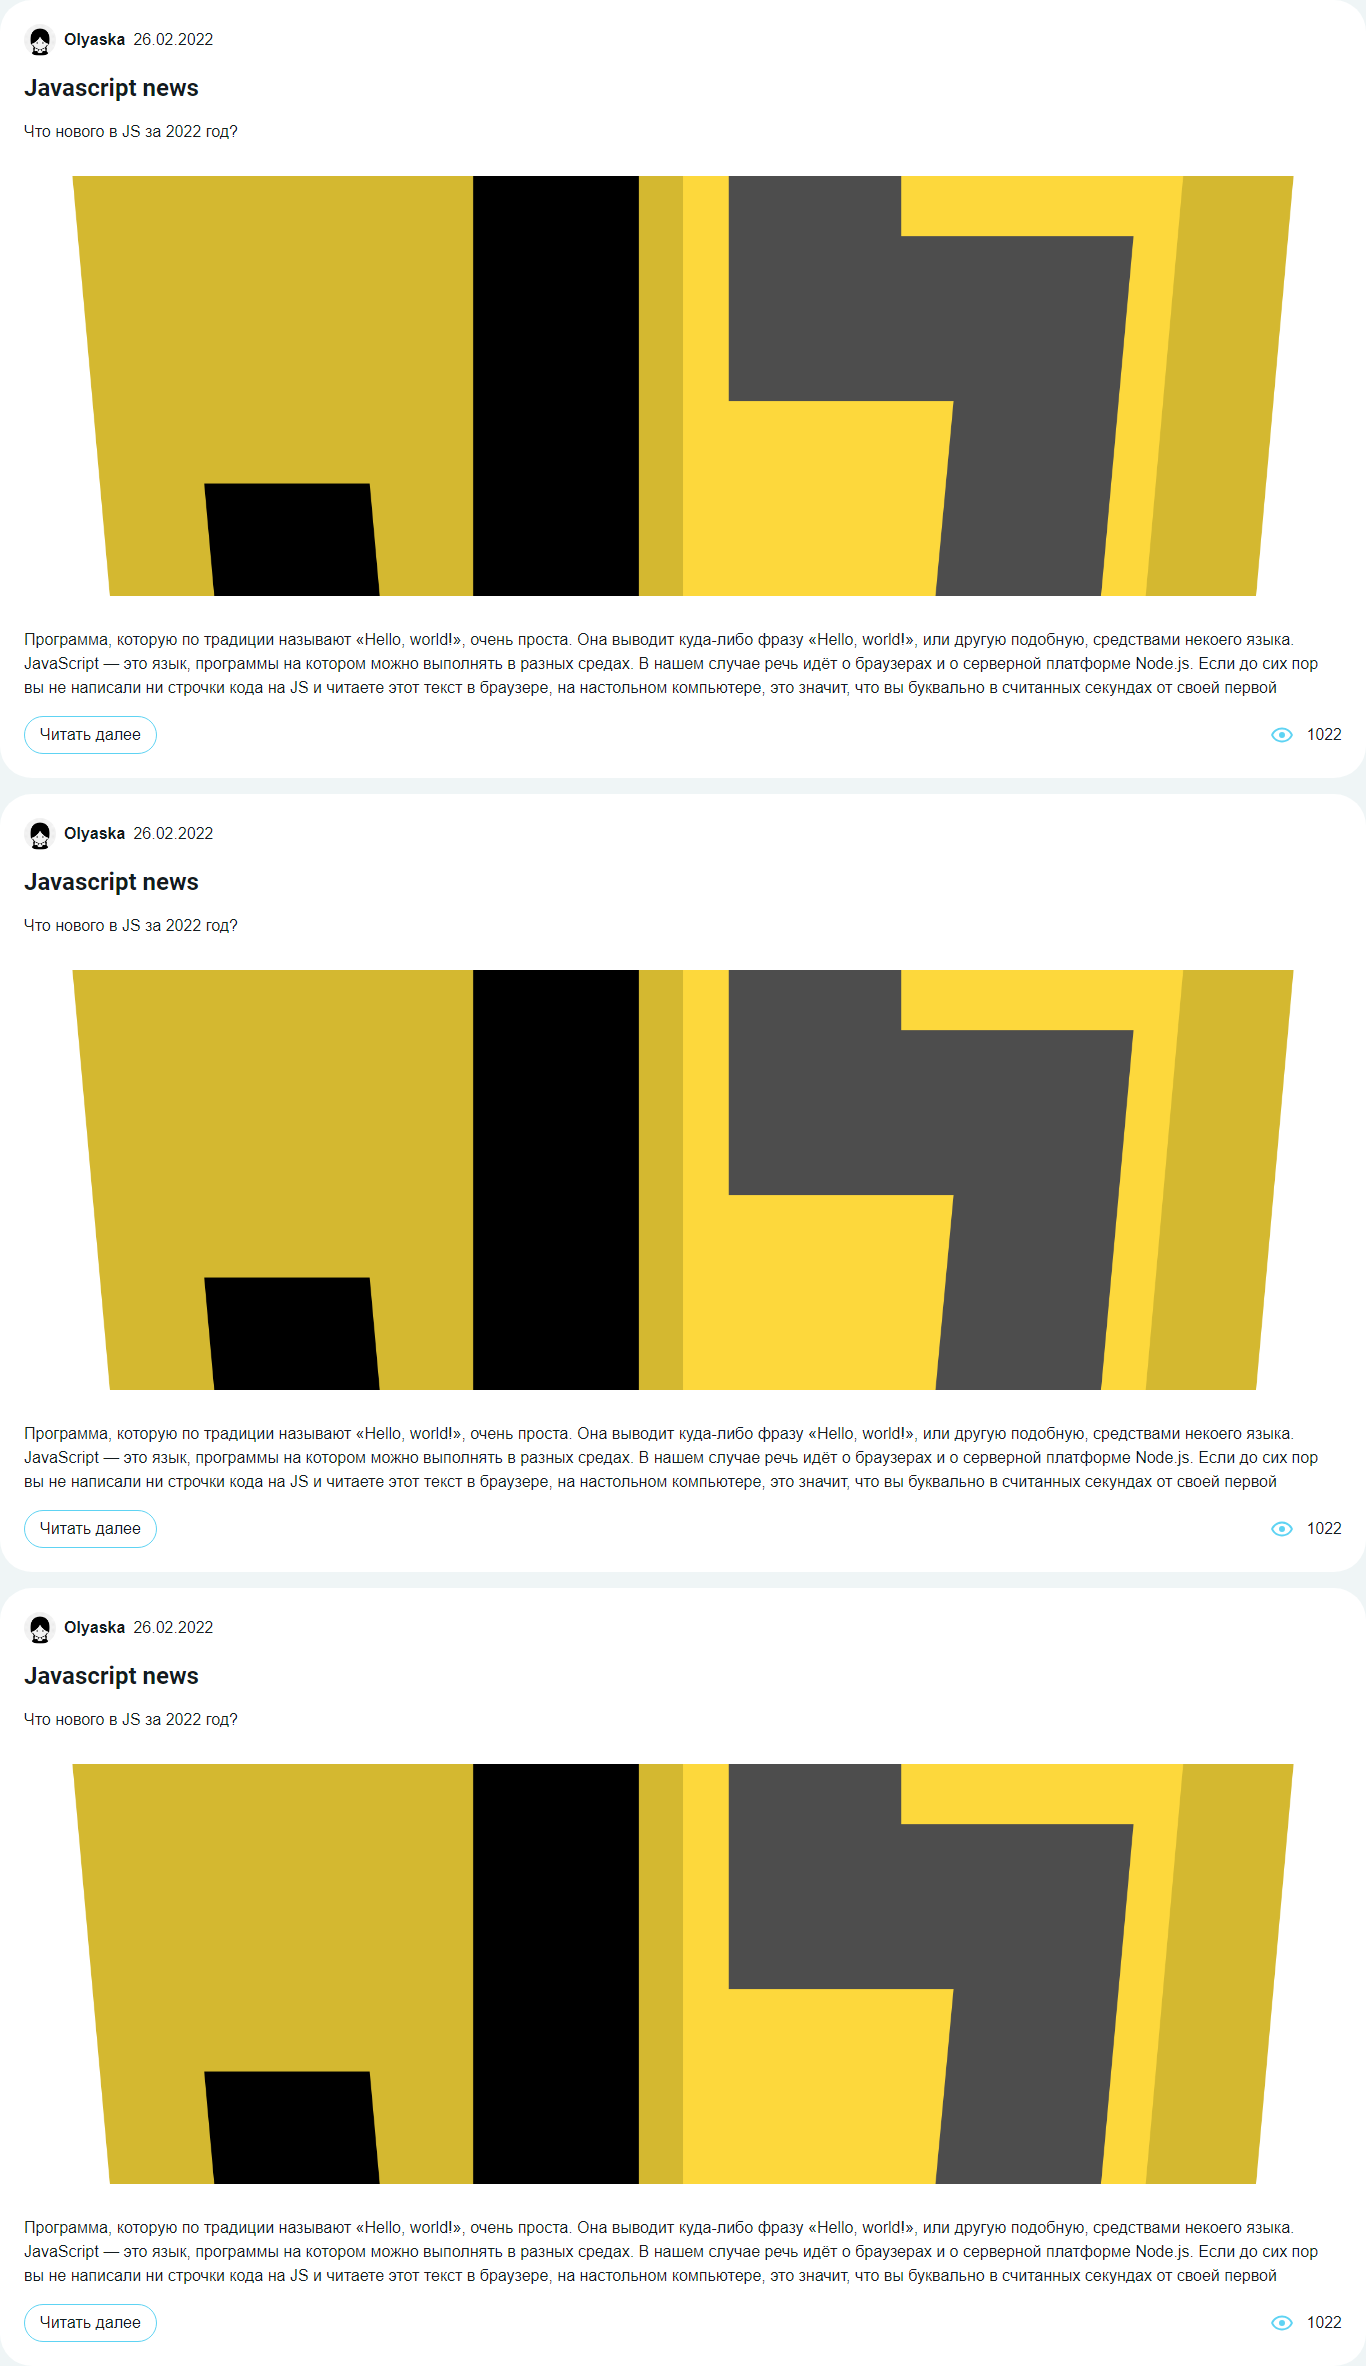 Olyaska 26.02.2022
Javascript news
Что нового в JS за 2022 год?
Программа, которую по традиции называют «Hello, world!», очень проста. Она выводит куда-либо фразу «Hello, world!», или другую подобную, средствами некоего языка.
JavaScript — это язык, программы на котором можно выполнять в разных средах. В нашем случае речь идёт о браузерах и о серверной платформе Node.js. Если до сих пор
вы не написали ни строчки кода на JS и читаете этот текст в браузере, на настольном компьютере, это значит, что вы буквально в считанных секундах от своей первой
Читать далее 1022
Olyaska 26.02.2022
Javascript news
Что нового в JS за 2022 год?
Программа, которую по традиции называют «Hello, world!», очень проста. Она выводит куда-либо фразу «Hello, world!», или другую подобную, средствами некоего языка.
JavaScript — это язык, программы на котором можно выполнять в разных средах. В нашем случае речь идёт о браузерах и о серверной платформе Node.js. Если до сих пор
вы не написали ни строчки кода на JS и читаете этот текст в браузере, на настольном компьютере, это значит, что вы буквально в считанных секундах от своей первой
Читать далее 1022
Olyaska 26.02.2022
Javascript news
Что нового в JS за 2022 год?
Программа, которую по традиции называют «Hello, world!», очень проста. Она выводит куда-либо фразу «Hello, world!», или другую подобную, средствами некоего языка.
JavaScript — это язык, программы на котором можно выполнять в разных средах. В нашем случае речь идёт о браузерах и о серверной платформе Node.js. Если до сих пор
вы не написали ни строчки кода на JS и читаете этот текст в браузере, на настольном компьютере, это значит, что вы буквально в считанных секундах от своей первой
Читать далее 1022